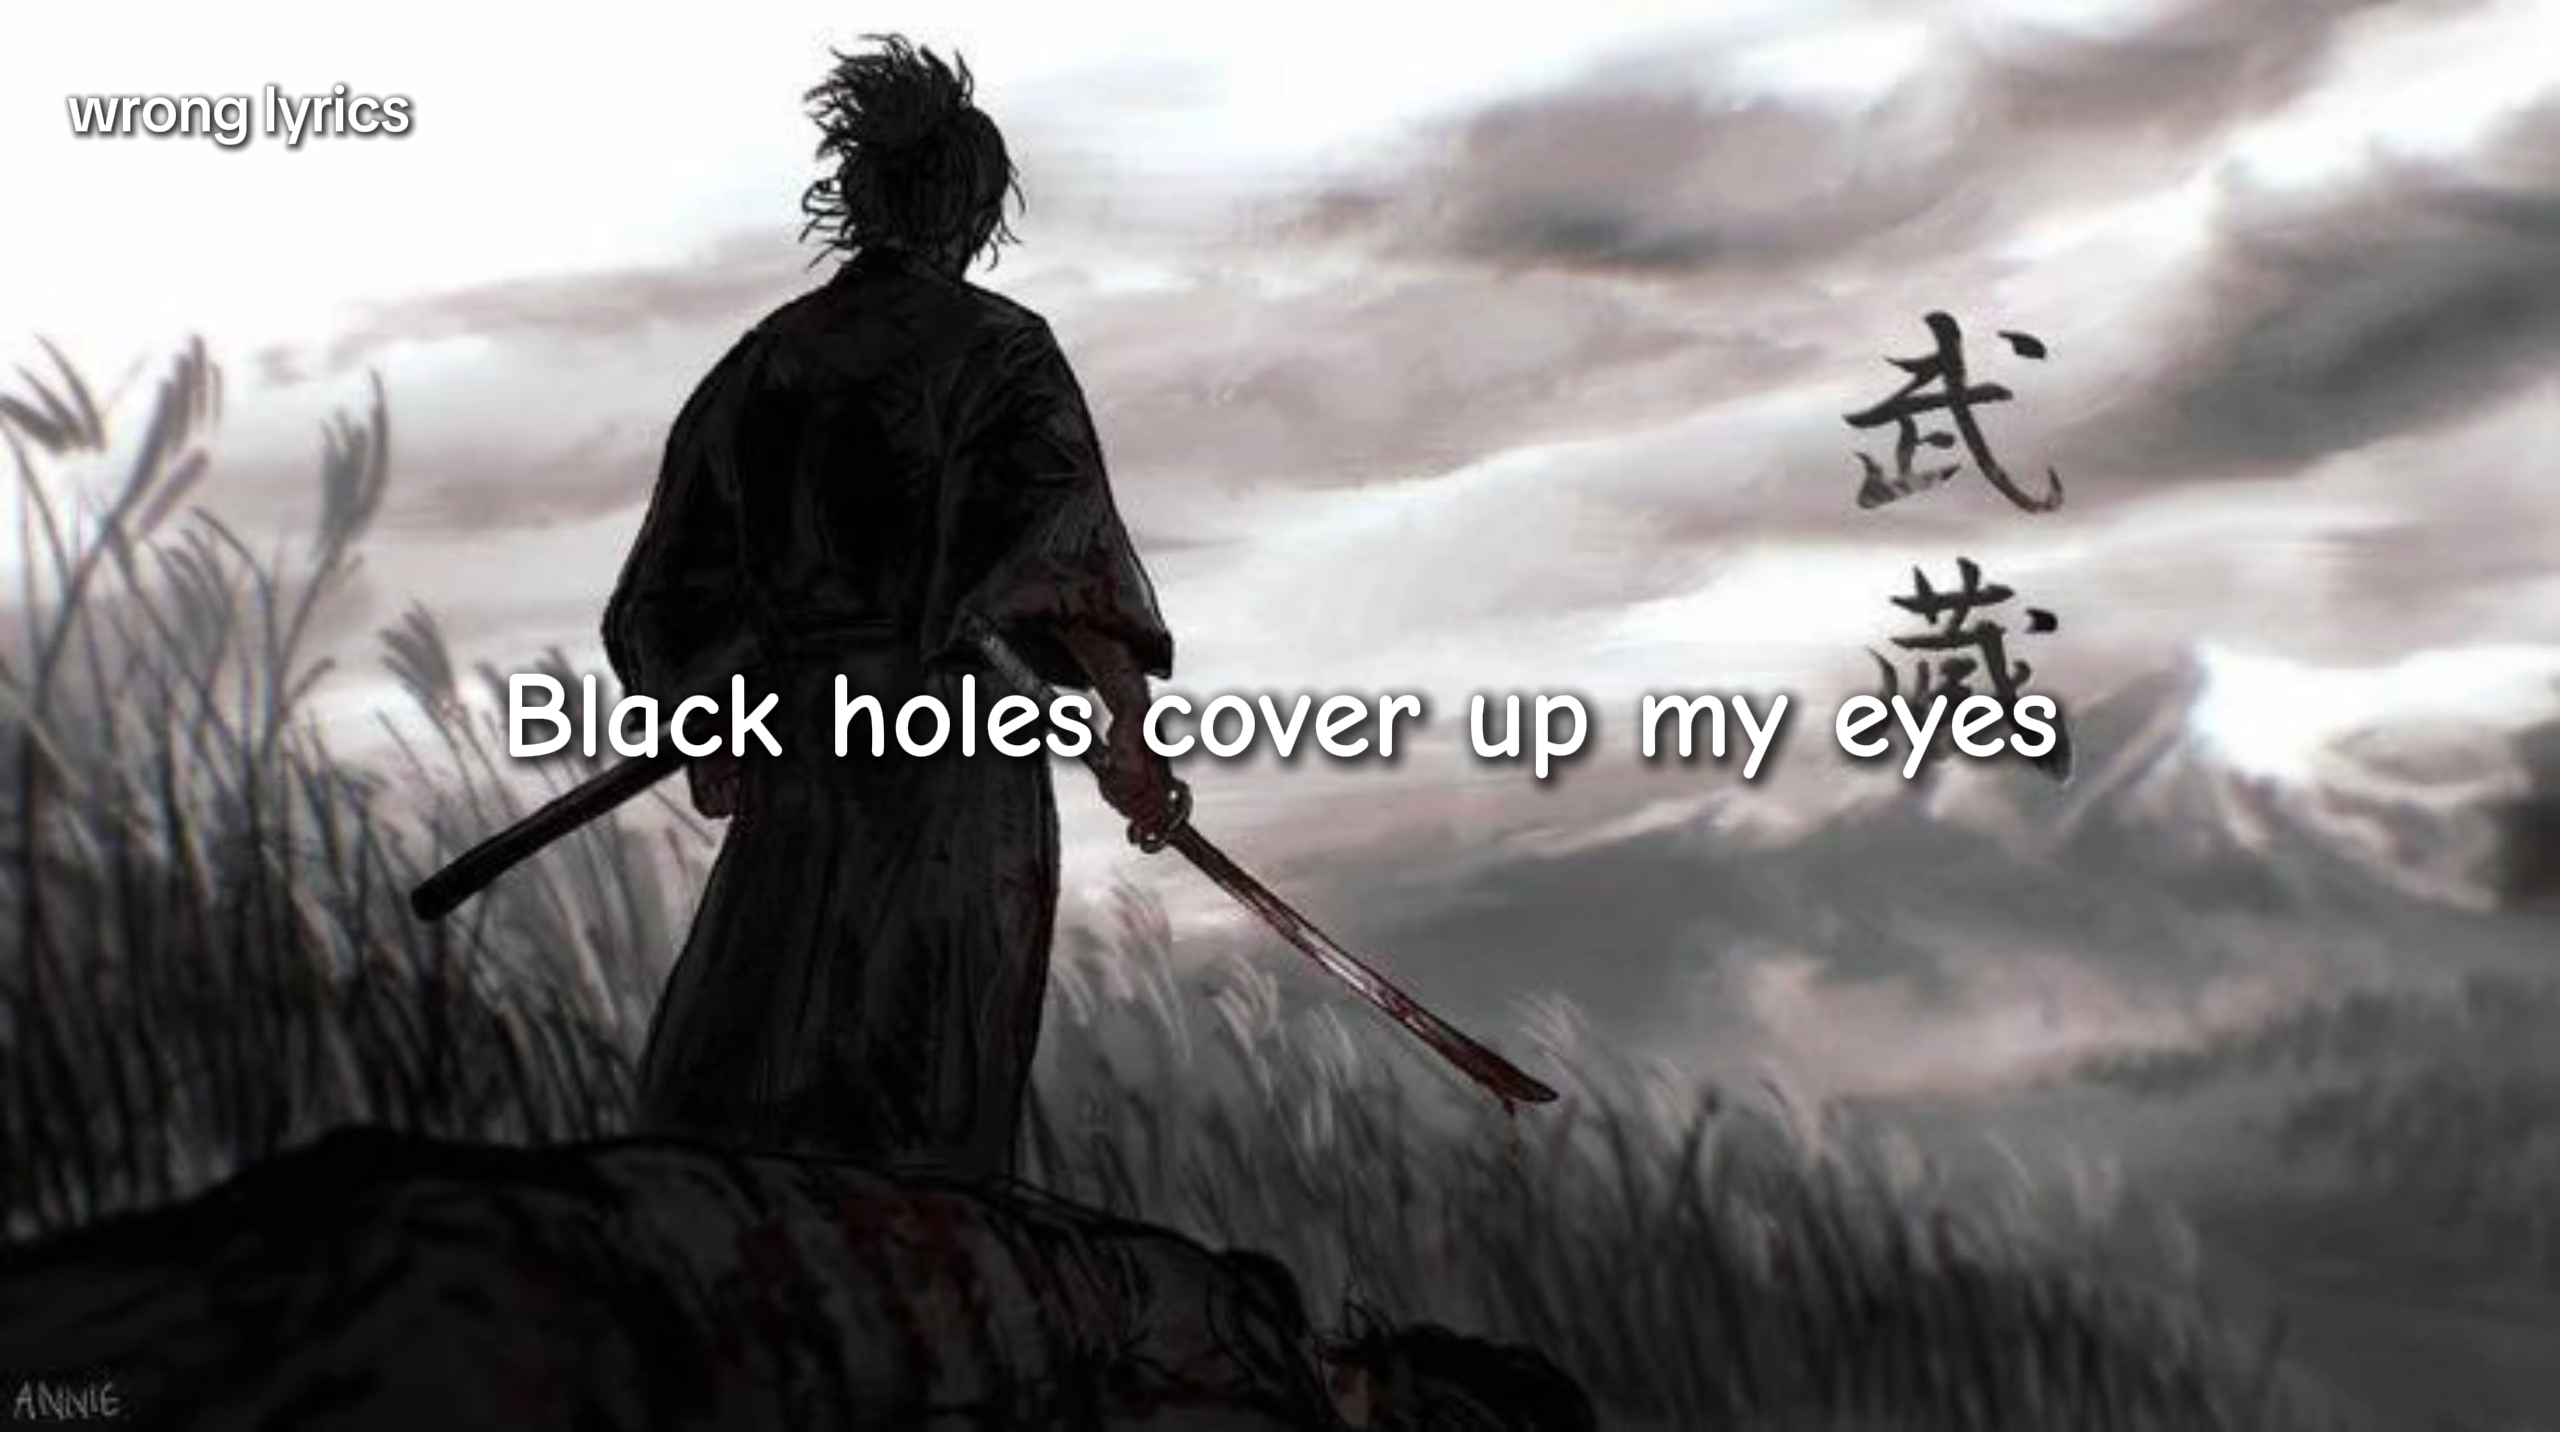 wrong lyrics
武
蔵
Black holes cover up my eyes
ANNIE